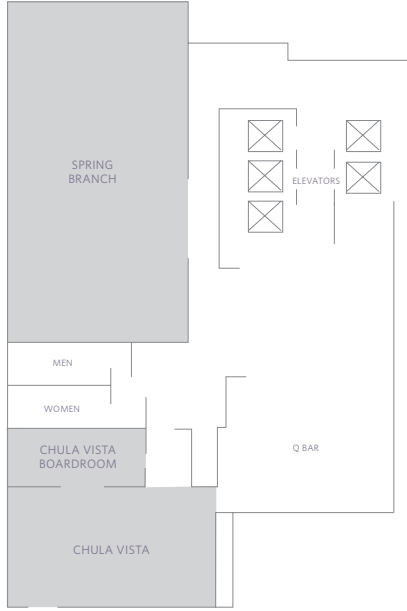 SPRING
BRANCH
ELEVATORS
MEN
WOMEN
CHULA VISTA
BOARDROOM
Q BAR
CHULA VISTA